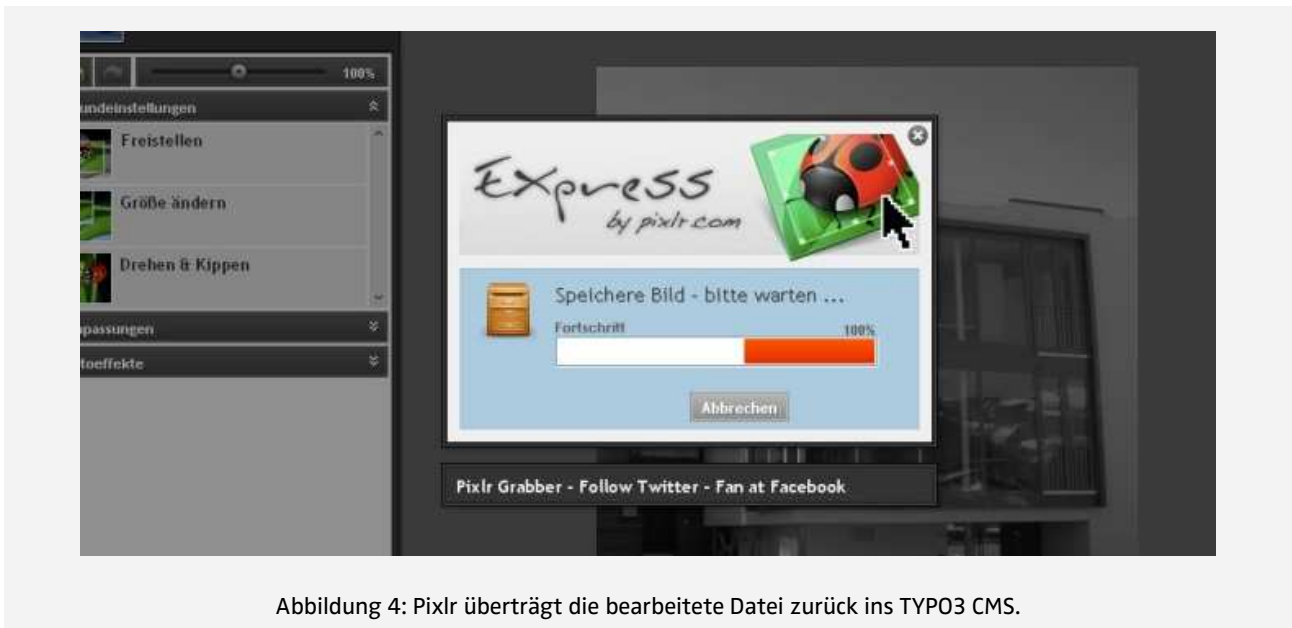 100%
undeinstellungen
Freistellen
Größe ändern
Drehen & Kippen
passungen
toeffekte
Express
by pixlr.com
Speichere Bild - bitte warten ...
Fortschritt 100%
Abbrechen
Pixlr Grabber - Follow Twitter - Fan at Facebook
Abbildung 4: Pixlr überträgt die bearbeitete Datei zurück ins TYPO3 CMS.